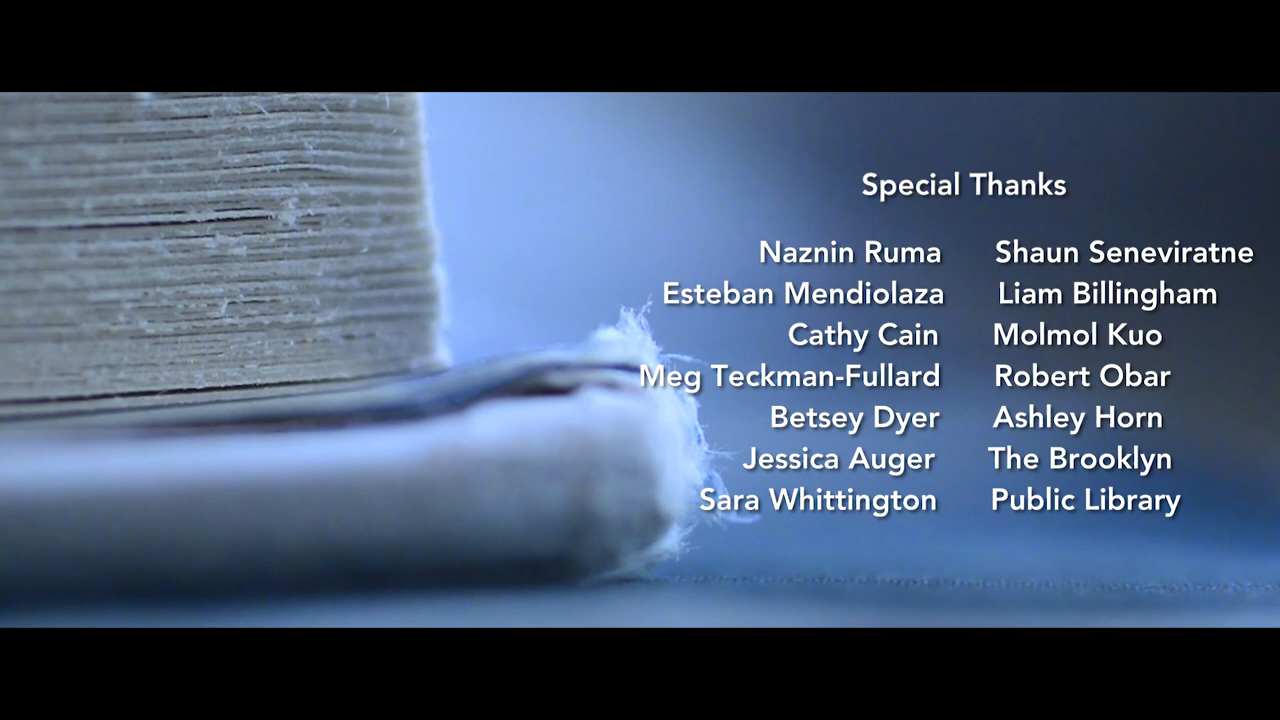 Special Thanks
Naznin Ruma Shaun Seneviratne
Esteban Mendiolaza Liam Billingham
Cathy Cain Molmol Kuo
Meg Teckman-Fullard Robert Obar
Betsey Dyer Ashley Horn
Jessica Auger The Brooklyn
Sara Whittington Public Library